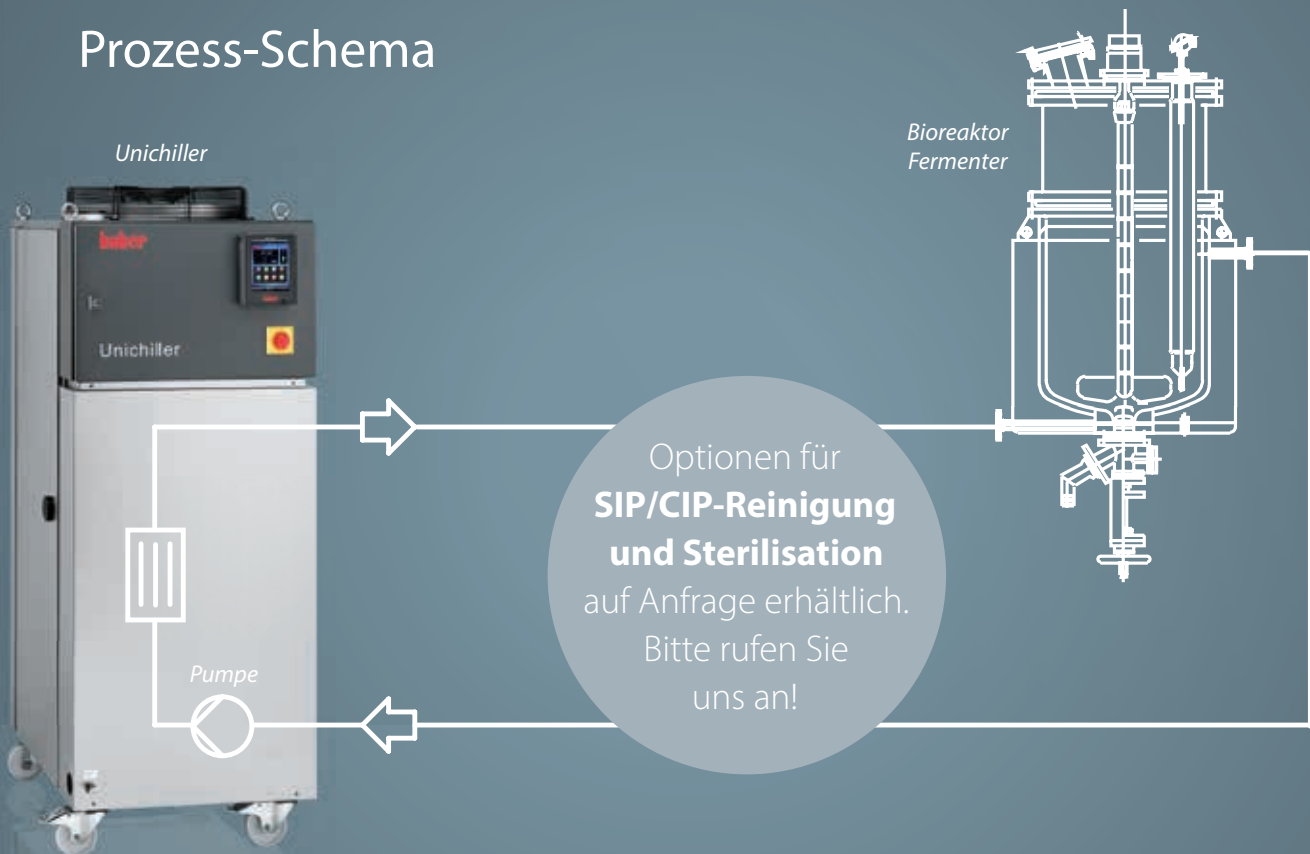 Prozess-Schema
Unichiller
huber
Unichiller
Pumpe
Bioreaktor
Fermenter
Optionen für
SIP/CIP-Reinigung
und Sterilisation
auf Anfrage erhältlich.
Bitte rufen Sie
uns an!